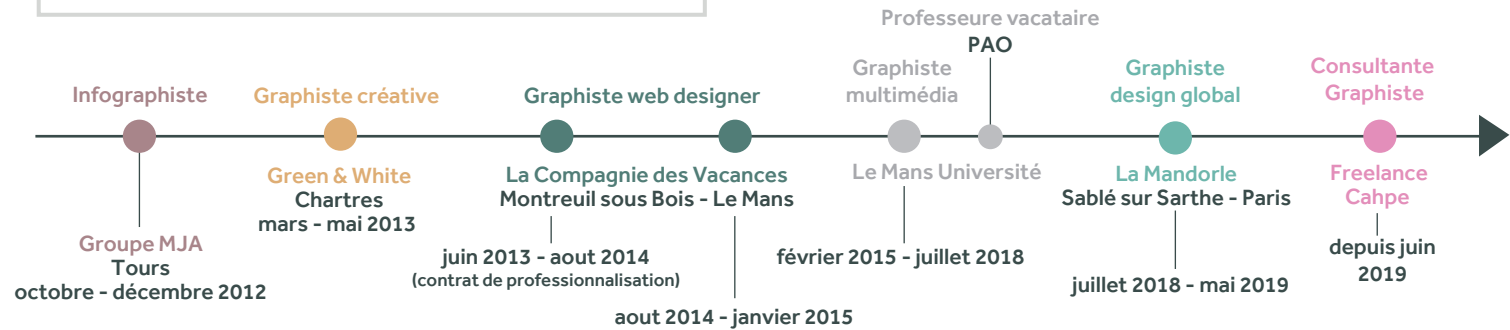 Infographiste
Groupe MJA
Tours
octobre - décembre 2012
Graphiste créative
Green & White
Chartres
mars - mai 2013
Graphiste web designer
La Compagnie des Vacances
Montreuil sous Bois - Le Mans
juin 2013 - aout 2014
(contrat de professionnalisation)
aout 2014 - janvier 2015
Graphiste
multimédia
Professeure vacataire
PAO
Le Mans Université
février 2015 - juillet 2018
Graphiste
design global
La Mandorle
Sablé sur Sarthe - Paris
juillet 2018 - mai 2019
Consultante
Graphiste
Freelance
Cahpe
depuis juin
2019